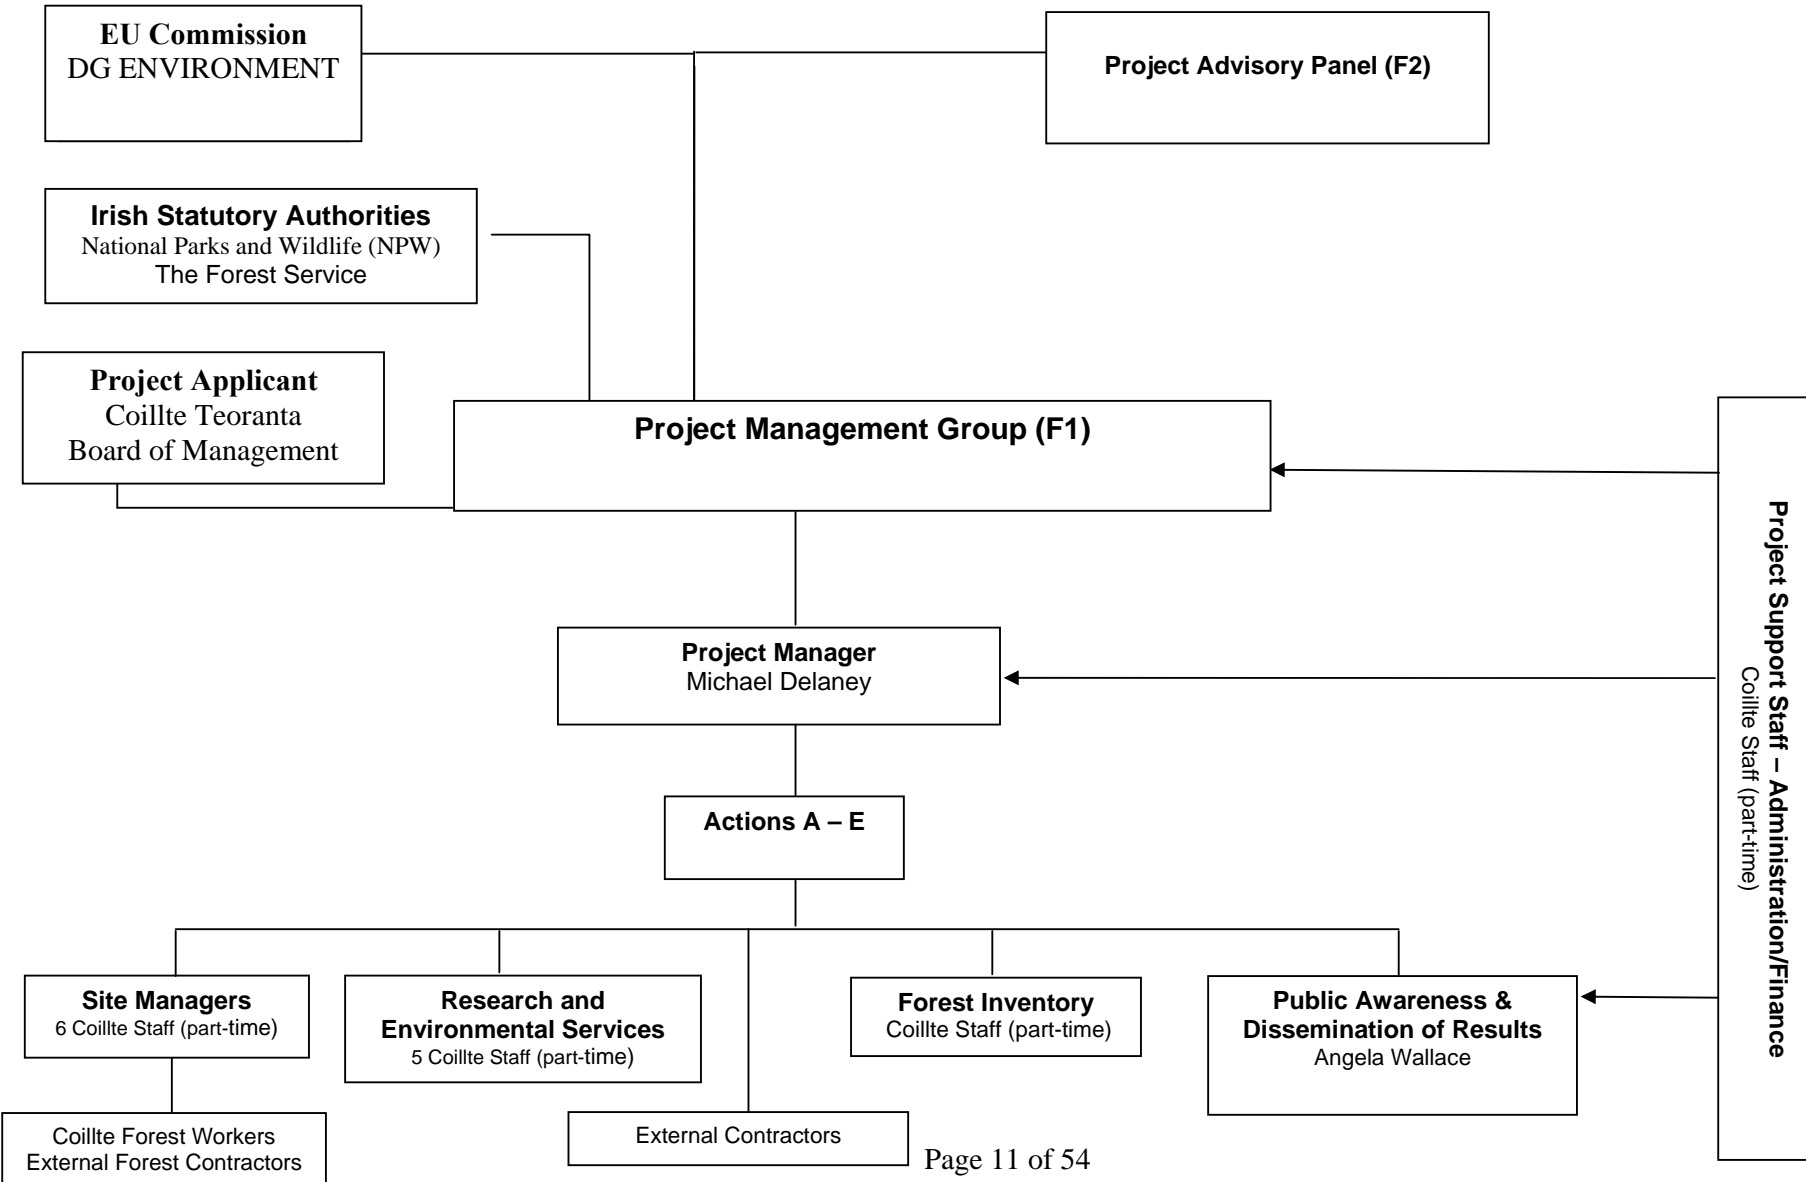 EU Commission
DG ENVIRONMENT
Project Advisory Panel (F2)
Irish Statutory Authorities
National Parks and Wildlife (NPW)
The Forest Service
Project Applicant
Coillte Teoranta
Board of Management
Project Management Group (F1)
Project Support Staff – Administration/Finance
Coillte Staff (part-time)
Project Manager
Michael Delaney
Actions A – E
Site Managers
6 Coillte Staff (part-time)
Research and
Environmental Services
5 Coillte Staff (part-time)
Forest Inventory
Coillte Staff (part-time)
Public Awareness &
Dissemination of Results
Angela Wallace
Coillte Forest Workers
External Forest Contractors
External Contractors
Page 11 of 54